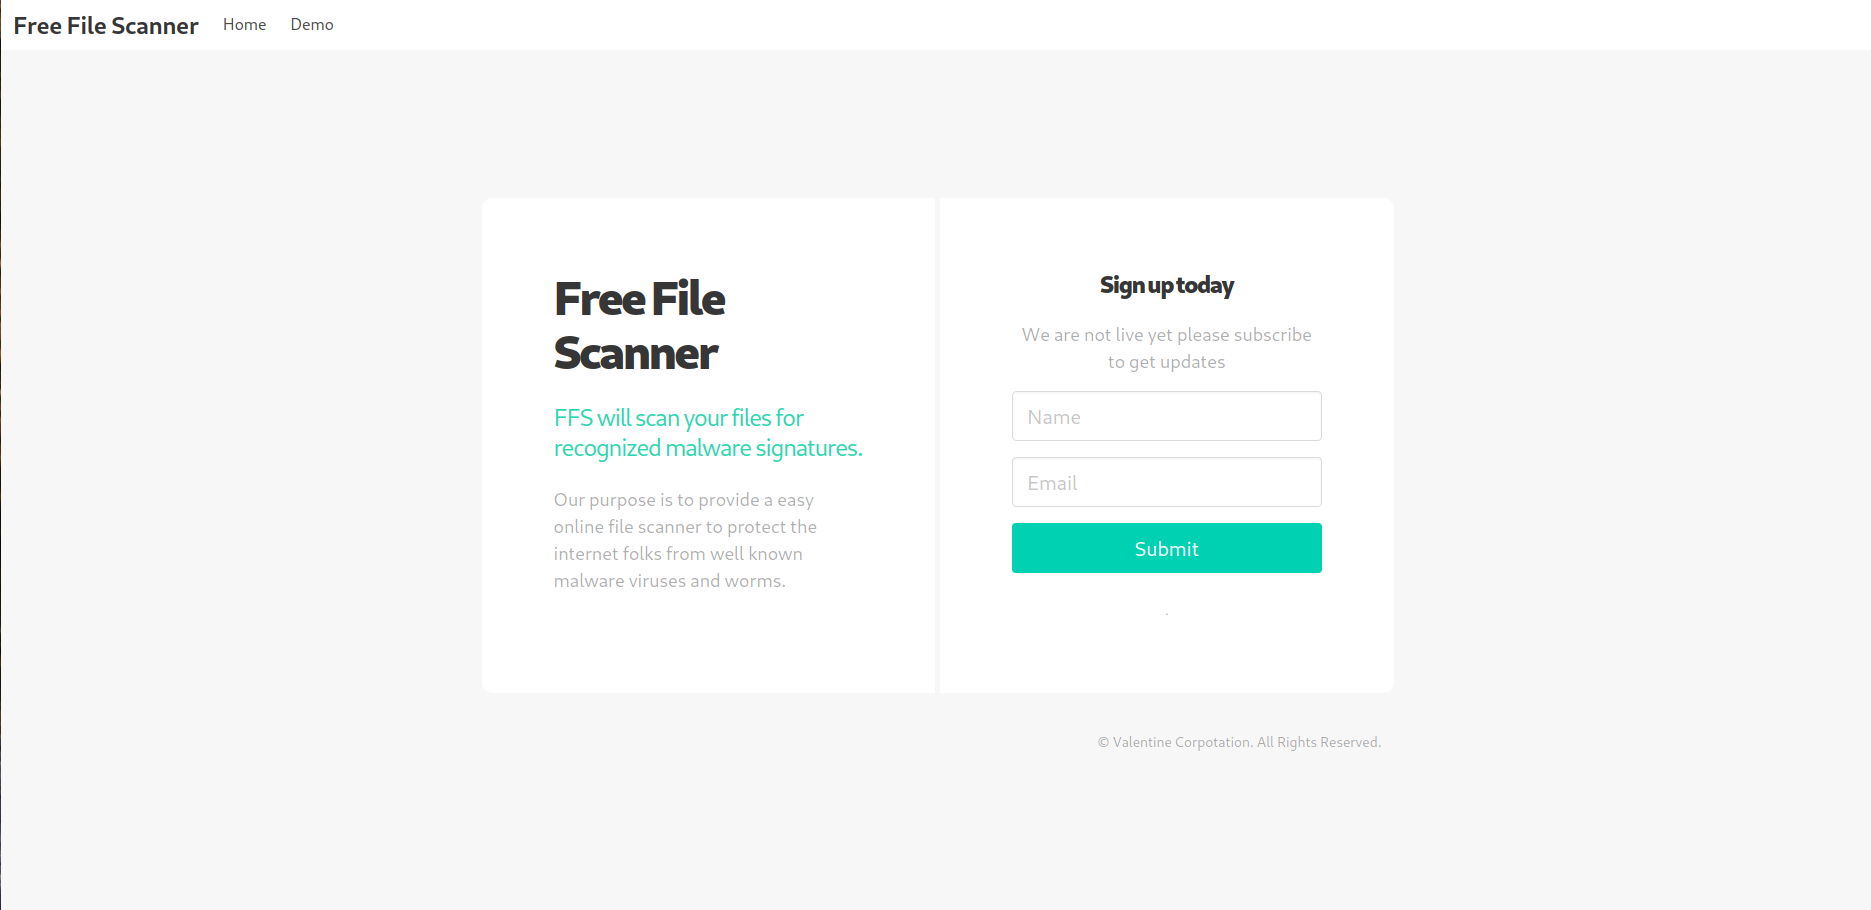 Free File Scanner Home Demo
Free File
Scanner
FFS will scan your files for
recognized malware signatures.
Our purpose is to provide a easy
online file scanner to protect the
internet folks from well known
malware viruses and worms.
Sign up today
We are not live yet please subscribe
to get updates
Name
Email
Submit
.
© Valentine Corpotation. All Rights Reserved.